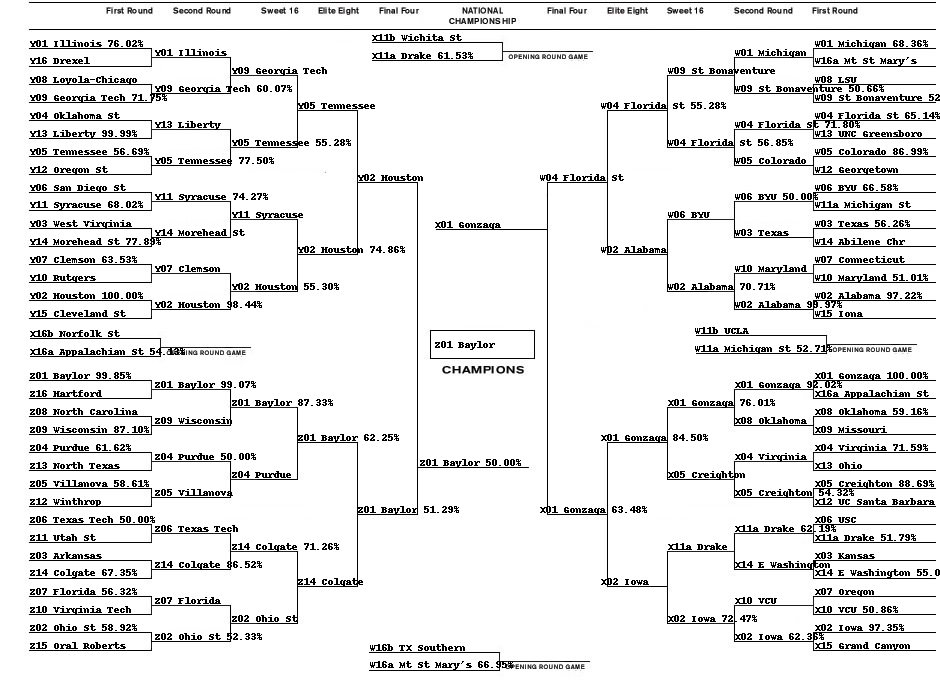 First Round Second Round Sweet 16 Elite Eight Final Four NATIONAL CHAMPIONSHIP Final Four Elite Eight Sweet 16 Second Round First Round
X11b Wichita St
X11a Drake 61.53%
OPENING ROUND GAME
Y01 Illinois 76.02%
Y16 Drexel
Y08 Loyola-Chicago
Y09 Georgia Tech 71.75%
Y04 Oklahoma St
Y13 Liberty 99.99%
Y05 Tennessee 56.69%
Y12 Oregon St
Y06 San Diego St
Y11 Syracuse 68.02%
Y03 West Virginia
Y14 Morehead St 77.89%
Y07 Clemson 63.53%
Y10 Rutgers
Y02 Houston 100.00%
Y15 Cleveland St
Y01 Illinois
Y09 Georgia Tech 60.07%
Y13 Liberty
Y05 Tennessee 77.50%
Y11 Syracuse 74.27%
Y14 Morehead St
Y07 Clemson
Y02 Houston 98.44%
Y09 Georgia Tech
Y05 Tennessee 55.28%
Y11 Syracuse
Y02 Houston 55.30%
Y05 Tennessee
Y02 Houston 74.86%
Y02 Houston
X16b Norfolk St
X16a Appalachian St 54.13%
OPENING ROUND GAME
Z01 Baylor 99.85%
Z16 Hartford
Z08 North Carolina
Z09 Wisconsin 87.10%
Z04 Purdue 61.62%
Z13 North Texas
Z05 Villanova 58.61%
Z12 Winthrop
Z06 Texas Tech 50.00%
Z11 Utah St
Z03 Arkansas
Z14 Colgate 67.35%
Z07 Florida 56.32%
Z10 Virginia Tech
Z02 Ohio St 58.92%
Z15 Oral Roberts
Z01 Baylor 99.07%
Z09 Wisconsin
Z04 Purdue 50.00%
Z05 Villanova
Z06 Texas Tech
Z14 Colgate 86.52%
Z07 Florida
Z02 Ohio St 52.33%
Z01 Baylor 87.33%
Z04 Purdue
Z14 Colgate 71.26%
Z02 Ohio St
Z01 Baylor 62.25%
Z14 Colgate
Z01 Baylor 51.29%
X01 Gonzaga
Z01 Baylor
CHAMPIONS
Z01 Baylor 50.00%
W04 Florida St
X01 Gonzaga 63.48%
W04 Florida St 55.28%
W02 Alabama
W09 St Bonaventure
W04 Florida St 56.85%
W06 BYU
W02 Alabama 70.71%
W01 Michigan
W09 St Bonaventure 50.66%
W04 Florida St 71.80%
W05 Colorado
W06 BYU 50.00%
W03 Texas
W10 Maryland
W02 Alabama 99.97%
W01 Michigan 68.36%
W16a Mt St Mary's
W08 LSU
W09 St Bonaventure 52
W04 Florida St 65.14%
W13 UNC Greensboro
W05 Colorado 86.99%
W12 Georgetown
W06 BYU 66.58%
W11a Michigan St
W03 Texas 56.26%
W14 Abilene Chr
W07 Connecticut
W10 Maryland 51.01%
W02 Alabama 97.22%
W15 Iona
W11b UCLA
W11a Michigan St 52.71%
OPENING ROUND GAME
X01 Gonzaga 84.50%
X02 Iowa
X01 Gonzaga 76.01%
X05 Creighton
X11a Drake
X02 Iowa 72.47%
X01 Gonzaga 92.02%
X08 Oklahoma
X04 Virginia
X05 Creighton 54.32%
X11a Drake 62.19%
X14 E Washington
X10 VCU
X02 Iowa 62.36%
X01 Gonzaga 100.00%
X16a Appalachian St
X08 Oklahoma 59.16%
X09 Missouri
X04 Virginia 71.59%
X13 Ohio
X05 Creighton 88.69%
X12 UC Santa Barbara
X06 USC
X11a Drake 51.79%
X03 Kansas
X14 E Washington 55.0
X07 Oregon
X10 VCU 50.86%
X02 Iowa 97.35%
X15 Grand Canyon
W16b TX Southern
W16a Mt St Mary's 66.95%
OPENING ROUND GAME